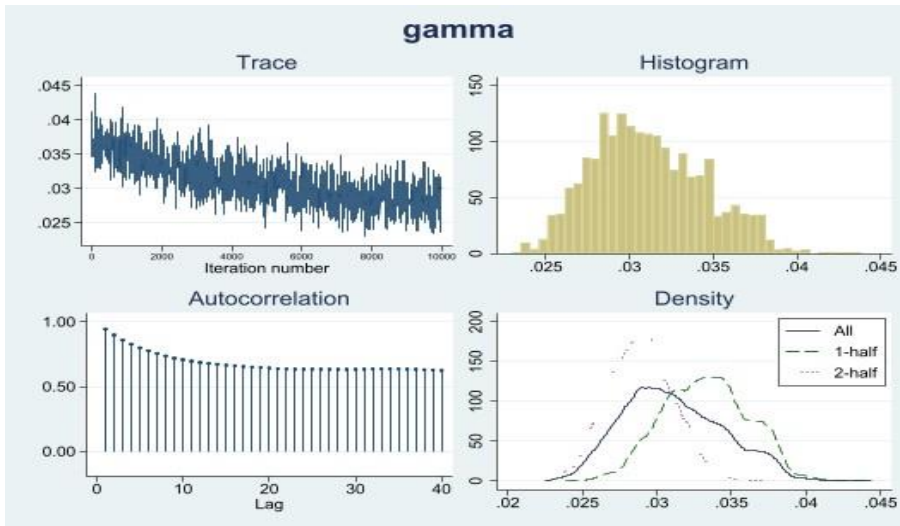 gamma
Trace
.045
.04
.035
.03
.025
0 2000 4000 6000 8000 10000
Iteration number
Histogram
150
100
50
0
.025 .03 .035 .04 .045
Autocorrelation
1.00
0.50
0.00
0 10 20 30 40
Lag
Density
200
150
100
50
0
.02 .025 .03 .035 .04 .045
All
1-half
2-half